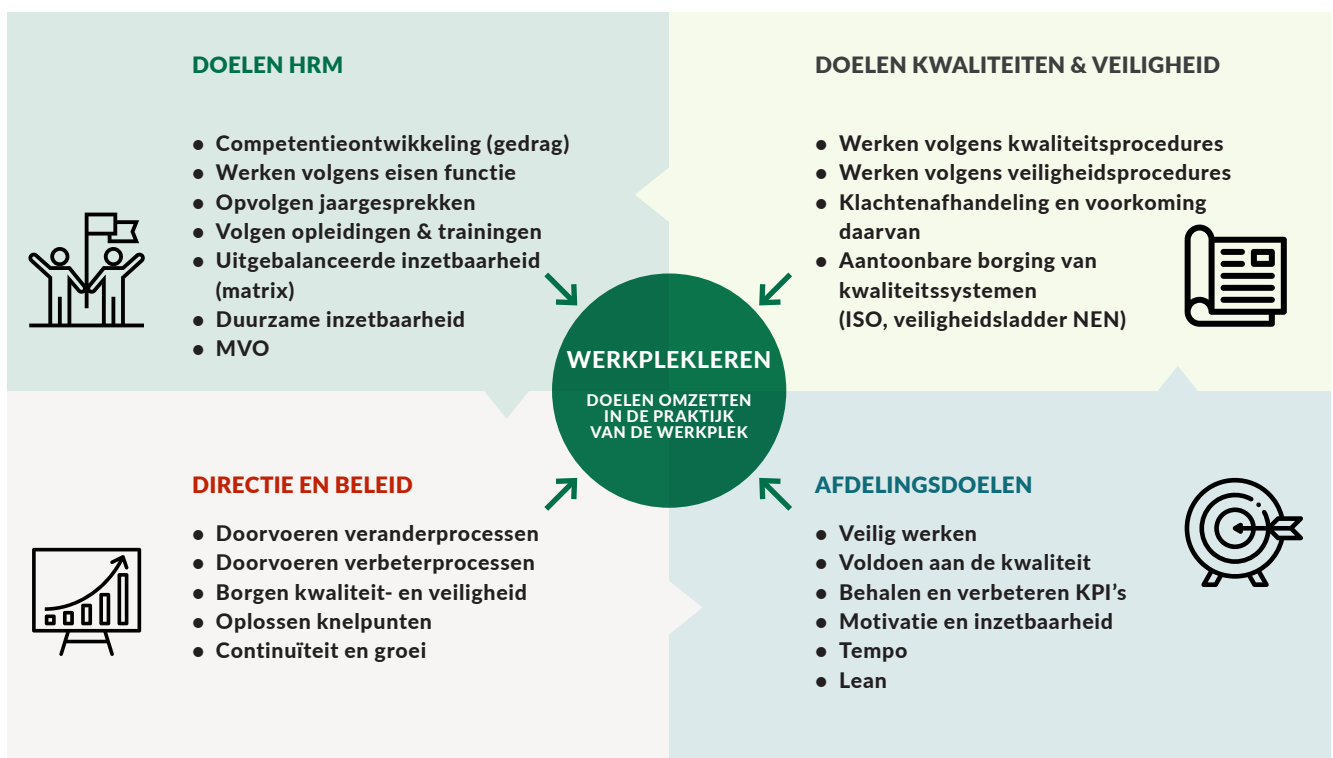 DOELEN HRM
● Competentieontwikkeling (gedrag)
● Werken volgens eisen functie
● Opvolgen jaargesprekken
● Volgen opleidingen & trainingen
● Uitgebalanceerde inzetbaarheid
(matrix)
● Duurzame inzetbaarheid
● MVO
DOELEN KWALITEITEN & VEILIGHEID
● Werken volgens kwaliteitsprocedures
● Werken volgens veiligheidsprocedures
● Klachtenafhandeling en voorkoming
daarvan
● Aantoonbare borging van
kwaliteitssystemen
(ISO, veiligheidsladder NEN)
WERKPLEKLEREN
DOELEN OMZETTEN
IN DE PRAKTIJK
VAN DE WERKPLEK
DIRECTIE EN BELEID
● Doorvoeren veranderprocessen
● Doorvoeren verbeterprocessen
● Borgen kwaliteit- en veiligheid
● Oplossen knelpunten
● Continuïteit en groei
AFDELINGSDOELEN
● Veilig werken
● Voldoen aan de kwaliteit
● Behalen en verbeteren KPI’s
● Motivatie en inzetbaarheid
● Tempo
● Lean